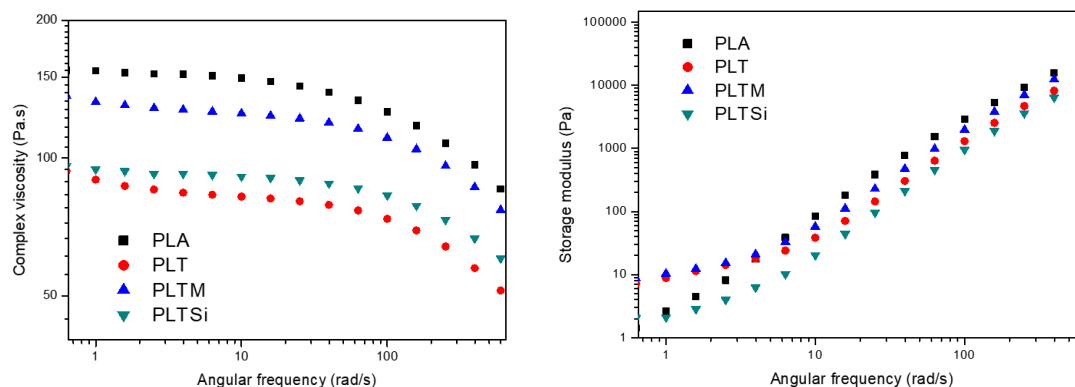 200
150
100
50
Complex viscosity (Pa.s)
PLA
PLT
PLTM
PLTSi
1
10
100
Angular frequency (rad/s)
100000
10000
1000
100
10
1
Storage modulus (Pa)
PLA
PLT
PLTM
PLTSi
1
10
100
Angular frequency (rad/s)